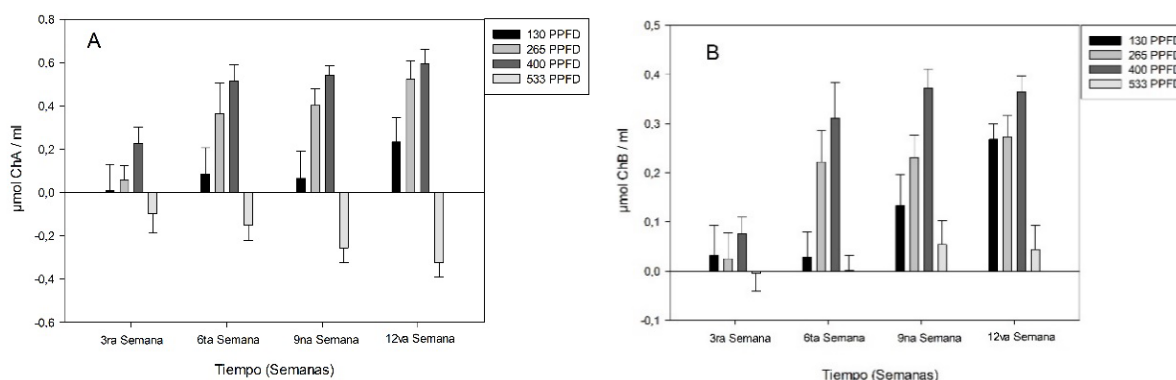 A
130 PPFD
265 PPFD
400 PPFD
533 PPFD
µmol ChA / ml
0,8
0,6
0,4
0,2
0,0
-0,2
-0,4
-0,6
3ra Semana
6ta Semana
9na Semana
12va Semana
Tiempo (Semanas)
B
130 PPFD
265 PPFD
400 PPFD
533 PPFD
µmol ChB / ml
0,5
0,4
0,3
0,2
0,1
0,0
-0,1
3ra Semana
6ta Semana
9na Semana
12va Semana
Tiempo (Semanas)